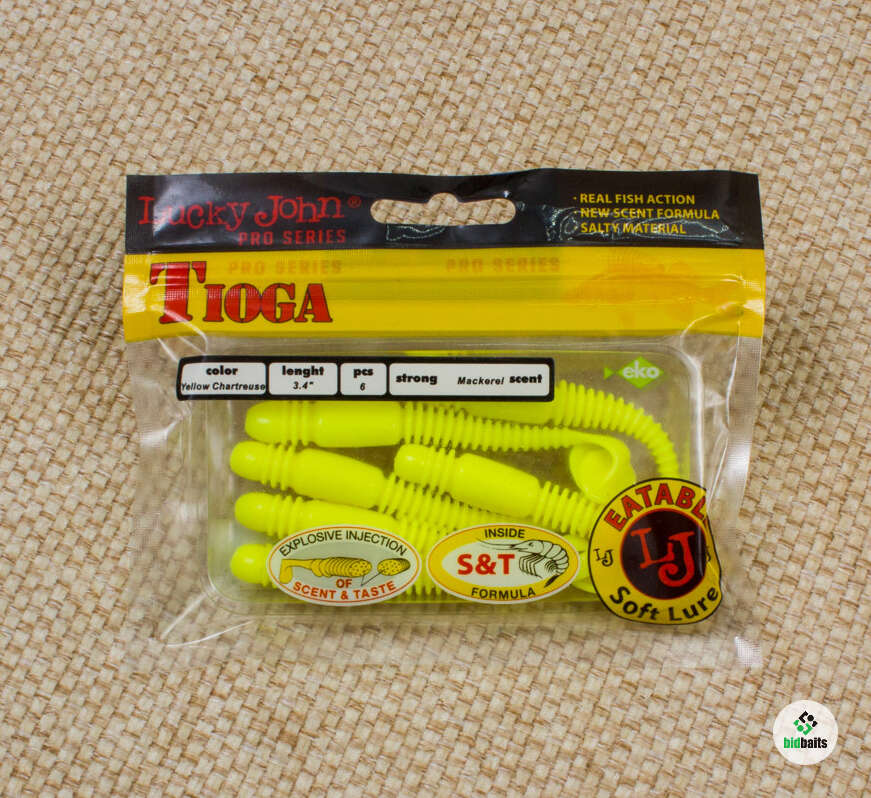 Lucky John®
PRO SERIES
· REAL FISH ACTION
NEW SCENT FORMULA
SALTY MATERIAL
PRO SERIES PRO SERIES
TIOGA
color lenght pcs strong Mackerel scent
Yellow Chartreuse 3.4" 6
eko
EATABL
LJ
LJ
Soft Lure
EXPLOSIVE INJECTION
OF
SCENT & TASTE
INSIDE
S&T
FORMULA
bidbaits